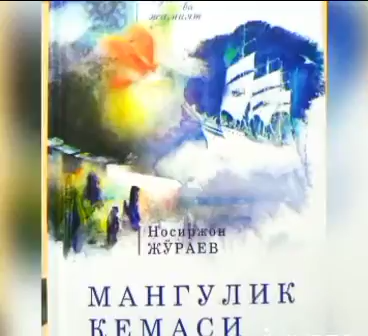 ва
жамият
Носиржон
ЖЎРАЕВ
МАНГУЛИК
КЕМАСИ